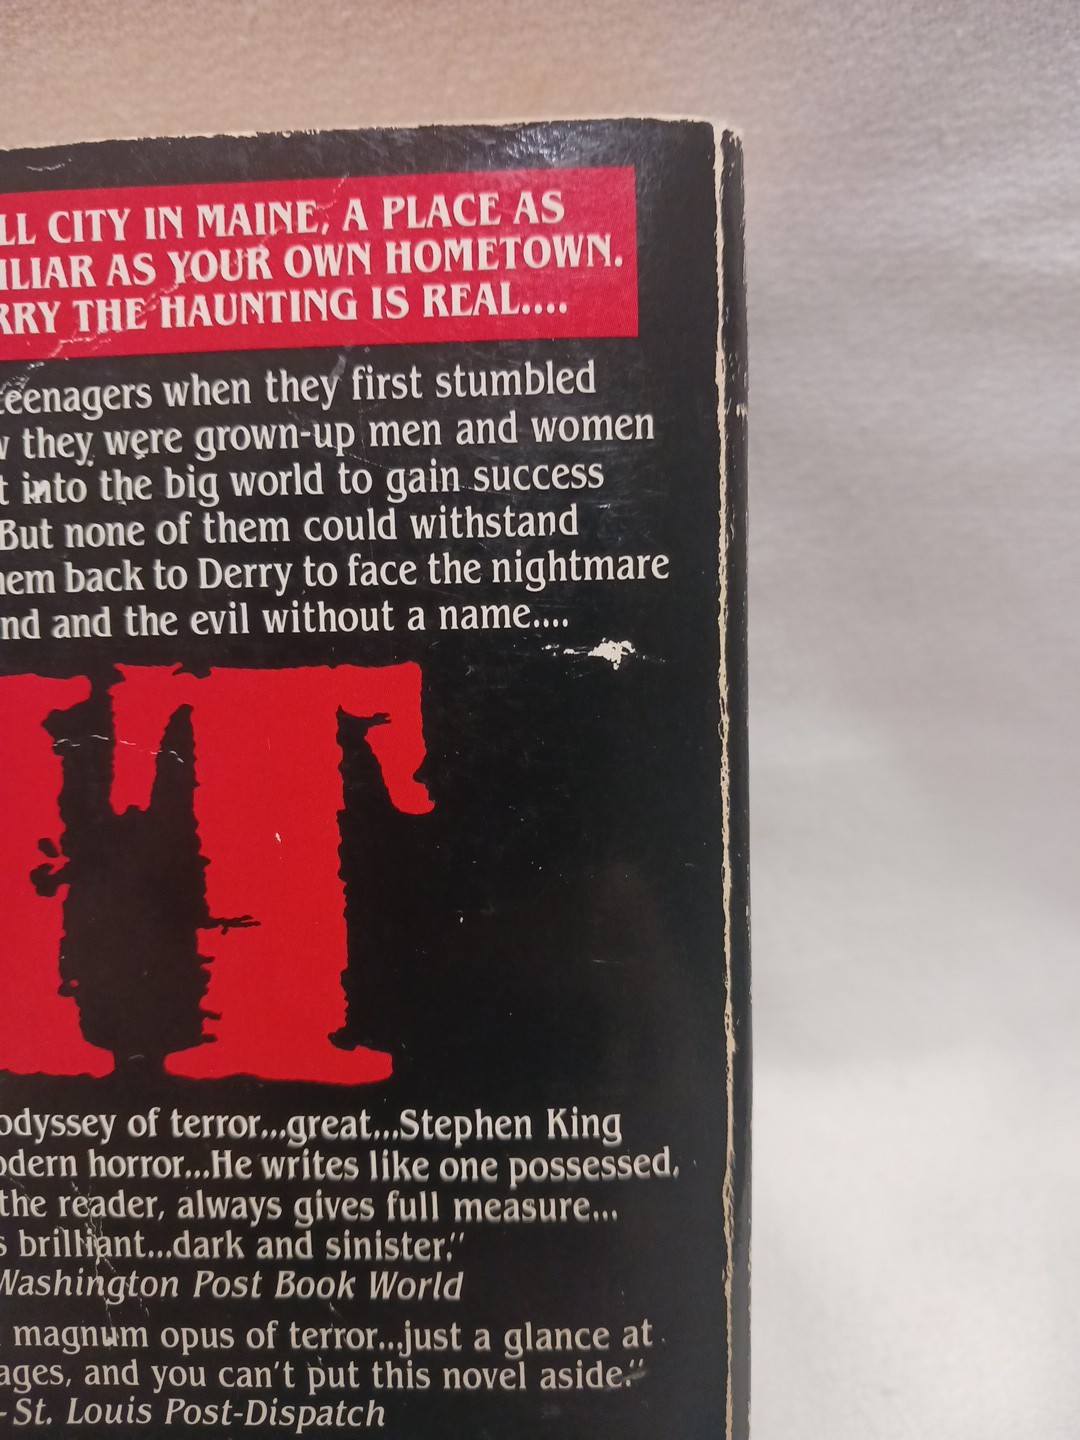 LL CITY IN MAINE, A PLACE AS
ILIAR AS YOUR OWN HOMETOWN.
RRY THE HAUNTING IS REAL....
teenagers when they first stumbled
w they were grown-up men and women
t into the big world to gain success
But none of them could withstand
hem back to Derry to face the nightmare
nd and the evil without a name....
IT
odyssey of terror...great...Stephen King
odern horror...He writes like one possessed,
the reader, always gives full measure...
s brilliant...dark and sinister."
Washington Post Book World
magnum opus of terror...just a glance at
ages, and you can't put this novel aside."
-St. Louis Post-Dispatch